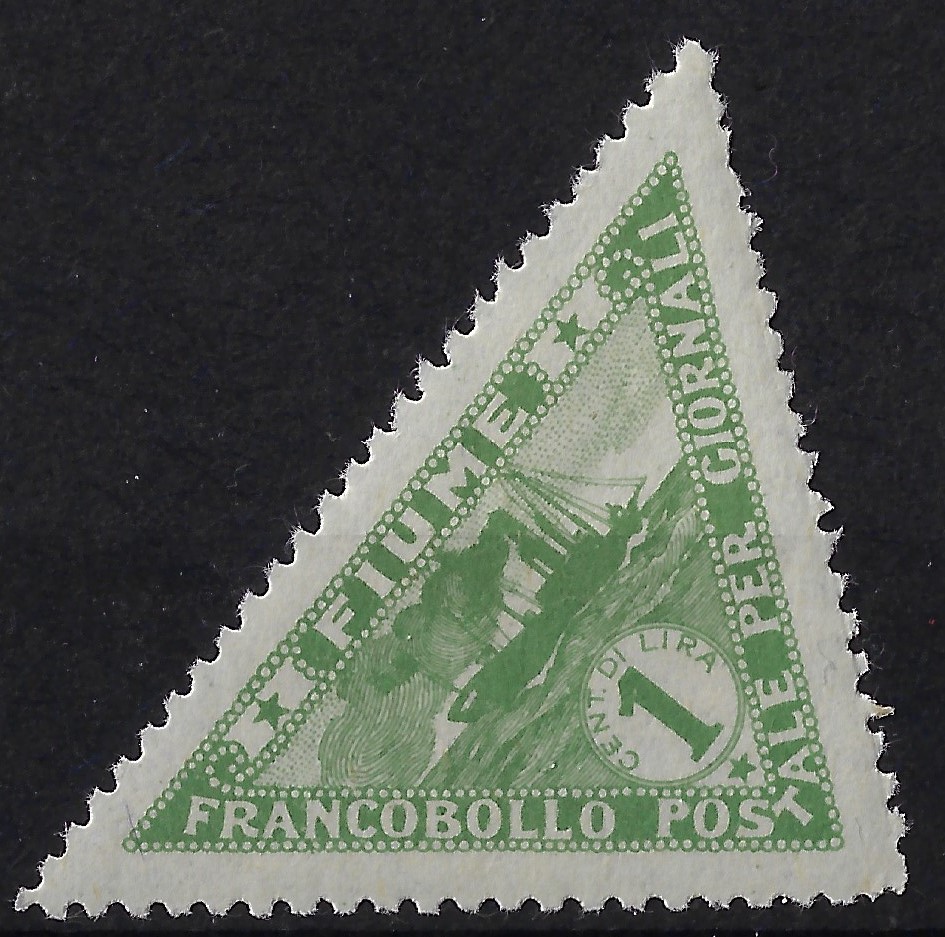 FIUME
FRANCOBOLLO POSTALE PER GIORNALI
CENT. DI LIRA
1